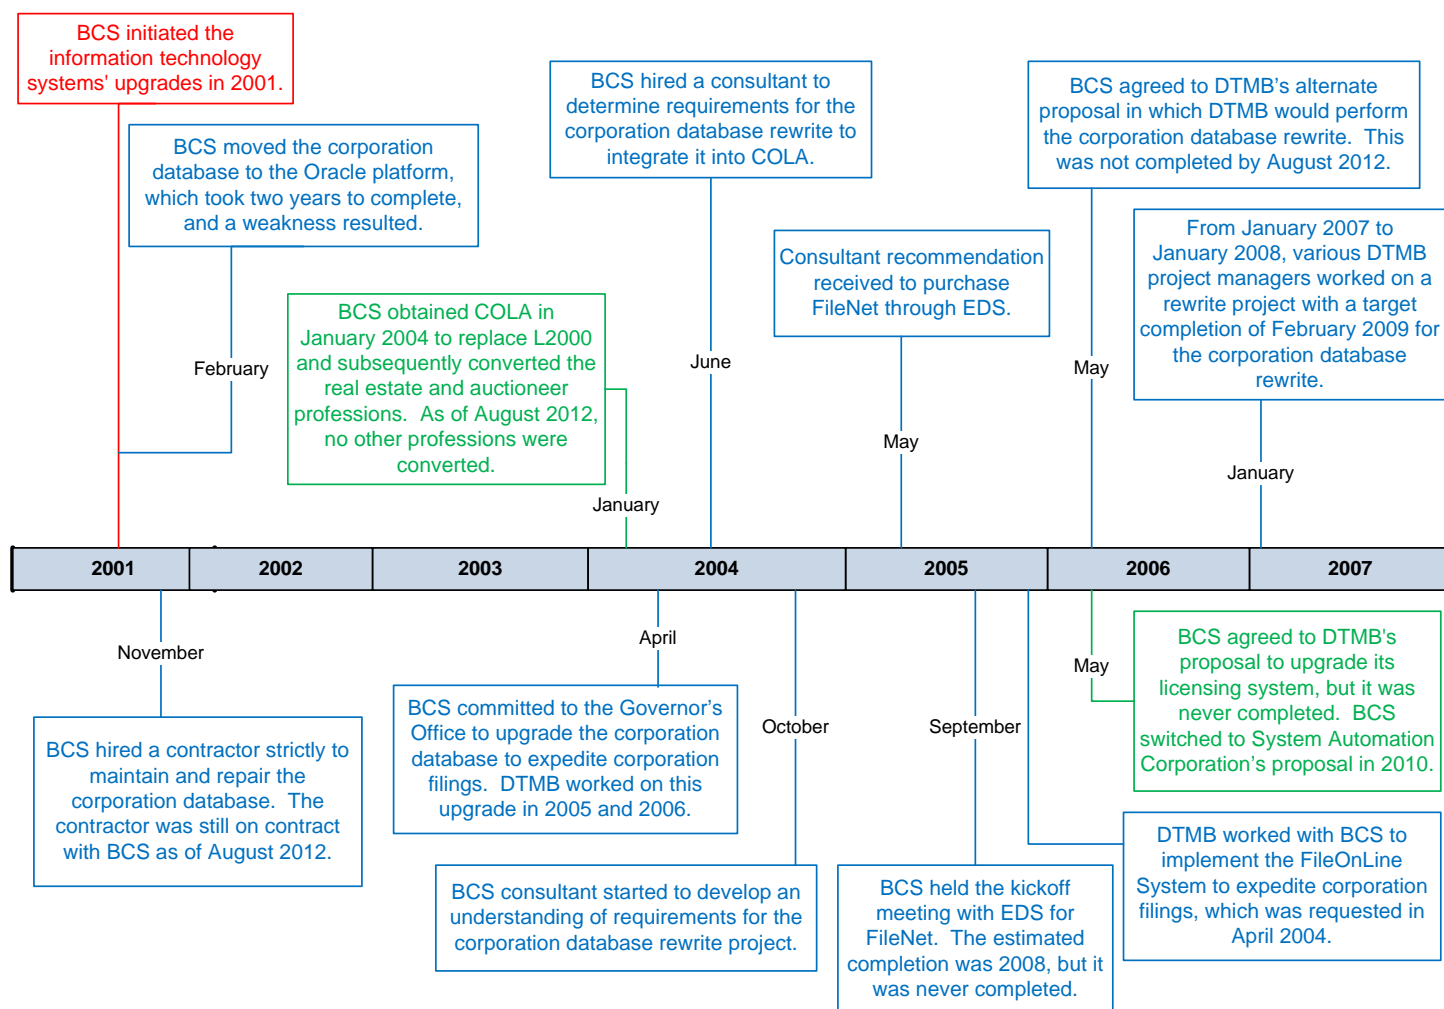 BCS initiated the
information technology
systems' upgrades in 2001.
BCS moved the corporation
database to the Oracle platform,
which took two years to complete,
and a weakness resulted.
February
BCS obtained COLA in
January 2004 to replace L2000
and subsequently converted the
real estate and auctioneer
professions.  As of August 2012,
no other professions were
converted.
January
BCS hired a consultant to
determine requirements for the
corporation database rewrite to
integrate it into COLA.
June
Consultant recommendation
received to purchase
FileNet through EDS.
May
BCS agreed to DTMB’s alternate
proposal in which DTMB would perform
the corporation database rewrite.  This
was not completed by August 2012.
May
From January 2007 to
January 2008, various DTMB
project managers worked on a
rewrite project with a target
completion of February 2009 for
the corporation database
rewrite.
January
2001 2002 2003 2004 2005 2006 2007
November
BCS hired a contractor strictly to
maintain and repair the
corporation database.  The
contractor was still on contract
with BCS as of August 2012.
April
BCS committed to the Governor’s
Office to upgrade the corporation
database to expedite corporation
filings.  DTMB worked on this
upgrade in 2005 and 2006.
October
BCS consultant started to develop an
understanding of requirements for the
corporation database rewrite project.
September
BCS held the kickoff
meeting with EDS for
FileNet.  The estimated
completion was 2008, but it
was never completed.
May
BCS agreed to DTMB's
proposal to upgrade its
licensing system, but it was
never completed.  BCS
switched to System Automation
Corporation’s proposal in 2010.
DTMB worked with BCS to
implement the FileOnLine
System to expedite corporation
filings, which was requested in
April 2004.